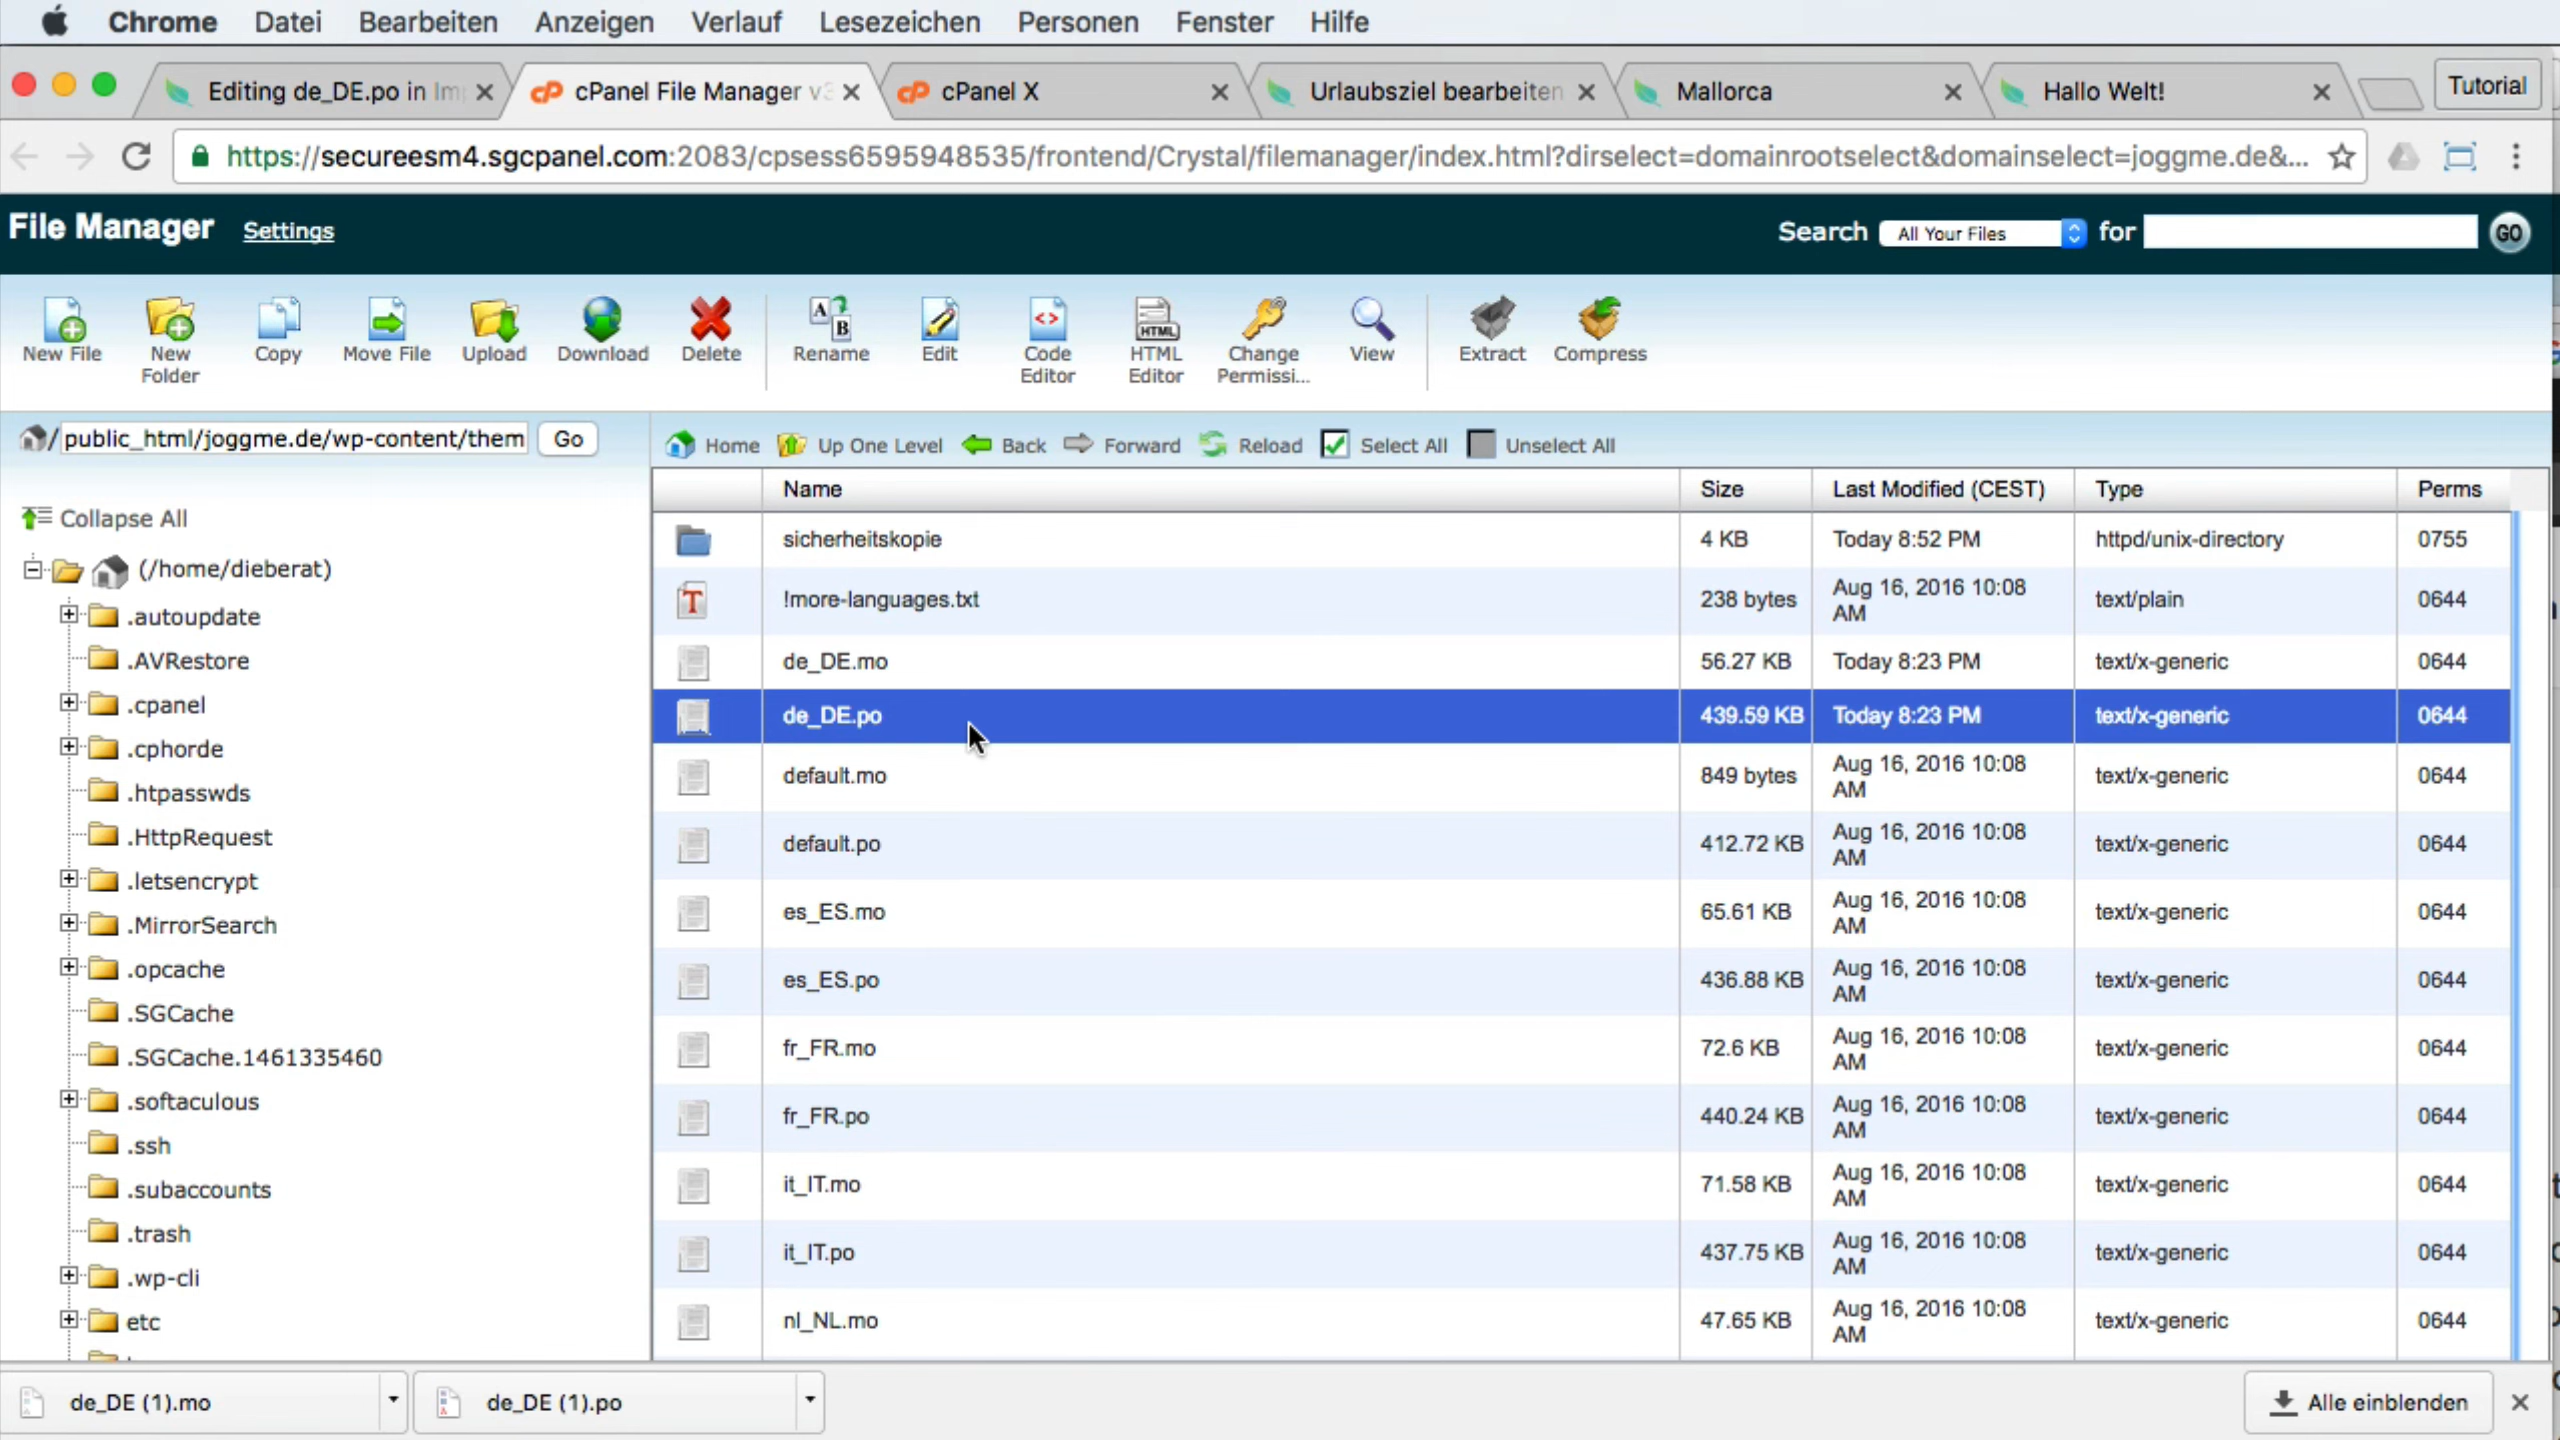 Chrome Datei Bearbeiten Anzeigen Verlauf Lesezeichen Personen Fenster Hilfe
Editing de_DE.po in Im cPanel File Manager v3 cPanel X Urlaubsziel bearbeiten Mallorca Hallo Welt! Tutorial
https://secureesm4.sgcpanel.com:2083/cpsess6595948535/frontend/Crystal/filemanager/index.html?dirselect=domainrootselect&domainselect=joggme.de&...
File Manager Settings Search All Your Files for GO
New File
New
Folder
Copy
Move File
Upload
Download
Delete
Rename
Edit
Code
Editor
HTML
Editor
Change
Permissi...
View
Extract
Compress
/ public_html/joggme.de/wp-content/them Go
Home Up One Level Back Forward Reload Select All Unselect All
Collapse All
(/home/dieberat)
.autoupdate
.AVRestore
.cpanel
.cphorde
.htpasswds
.HttpRequest
.letsencrypt
.MirrorSearch
.opcache
.SGCache
.SGCache.1461335460
.softaculous
.ssh
.subaccounts
.trash
.wp-cli
etc
Name Size Last Modified (CEST) Type Perms
sicherheitskopie 4 KB Today 8:52 PM httpd/unix-directory 0755
!more-languages.txt 238 bytes Aug 16, 2016 10:08 AM text/plain 0644
de_DE.mo 56.27 KB Today 8:23 PM text/x-generic 0644
de_DE.po 439.59 KB Today 8:23 PM text/x-generic 0644
default.mo 849 bytes Aug 16, 2016 10:08 AM text/x-generic 0644
default.po 412.72 KB Aug 16, 2016 10:08 AM text/x-generic 0644
es_ES.mo 65.61 KB Aug 16, 2016 10:08 AM text/x-generic 0644
es_ES.po 436.88 KB Aug 16, 2016 10:08 AM text/x-generic 0644
fr_FR.mo 72.6 KB Aug 16, 2016 10:08 AM text/x-generic 0644
fr_FR.po 440.24 KB Aug 16, 2016 10:08 AM text/x-generic 0644
it_IT.mo 71.58 KB Aug 16, 2016 10:08 AM text/x-generic 0644
it_IT.po 437.75 KB Aug 16, 2016 10:08 AM text/x-generic 0644
nl_NL.mo 47.65 KB Aug 16, 2016 10:08 AM text/x-generic 0644
de_DE (1).mo de_DE (1).po Alle einblenden